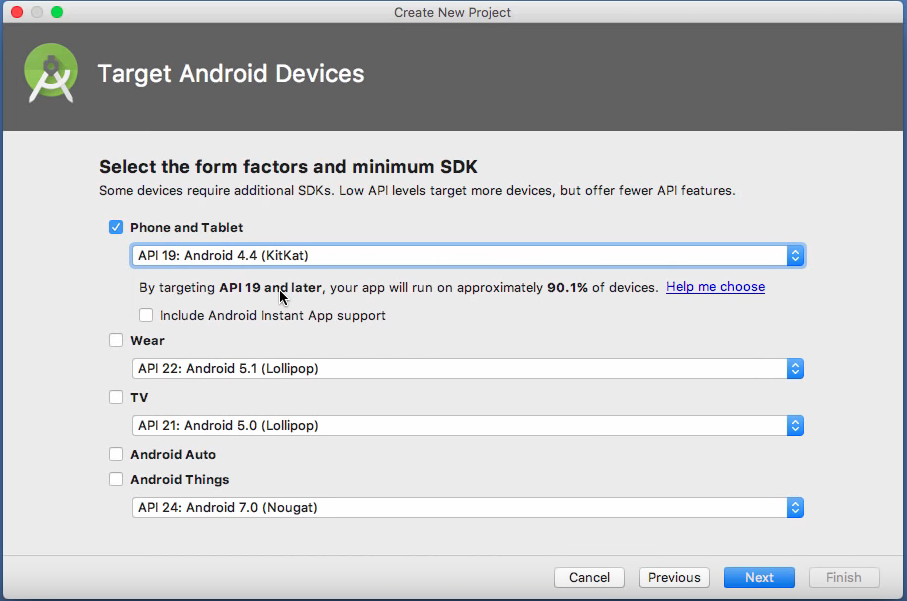 Create New Project
Target Android Devices
Select the form factors and minimum SDK
Some devices require additional SDKs. Low API levels target more devices, but offer fewer API features.
Phone and Tablet
API 19: Android 4.4 (KitKat)
By targeting API 19 and later, your app will run on approximately 90.1% of devices. Help me choose
Include Android Instant App support
Wear
API 22: Android 5.1 (Lollipop)
TV
API 21: Android 5.0 (Lollipop)
Android Auto
Android Things
API 24: Android 7.0 (Nougat)
Cancel Previous Next Finish